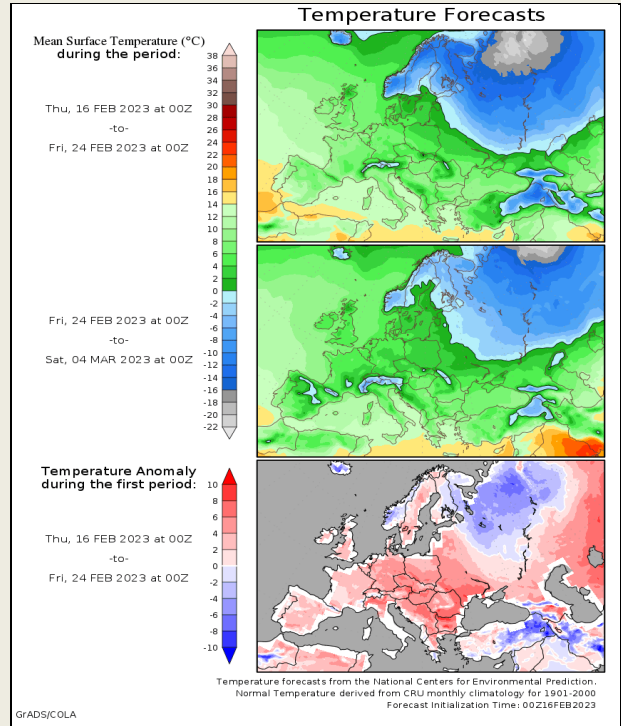 Temperature Forecasts
Mean Surface Temperature (°C)
during the period:
Thu, 16 FEB 2023 at 00Z
-to-
Fri, 24 FEB 2023 at 00Z
38
36
34
32
30
28
26
24
22
20
18
16
14
12
10
8
6
4
2
0
-2
-4
-6
-8
-10
-12
-14
-16
-18
-20
-22
Fri, 24 FEB 2023 at 00Z
-to-
Sat, 04 MAR 2023 at 00Z
Temperature Anomaly
during the first period:
Thu, 16 FEB 2023 at 00Z
-to-
Fri, 24 FEB 2023 at 00Z
10
8
6
4
2
0
-2
-4
-6
-8
-10
Temperature forecasts from the National Centers for Environmental Prediction.
Normal Temperature derived from CRU monthly climatology for 1901-2000
Forecast Initialization Time: 00Z16FEB2023
GrADS/COLA